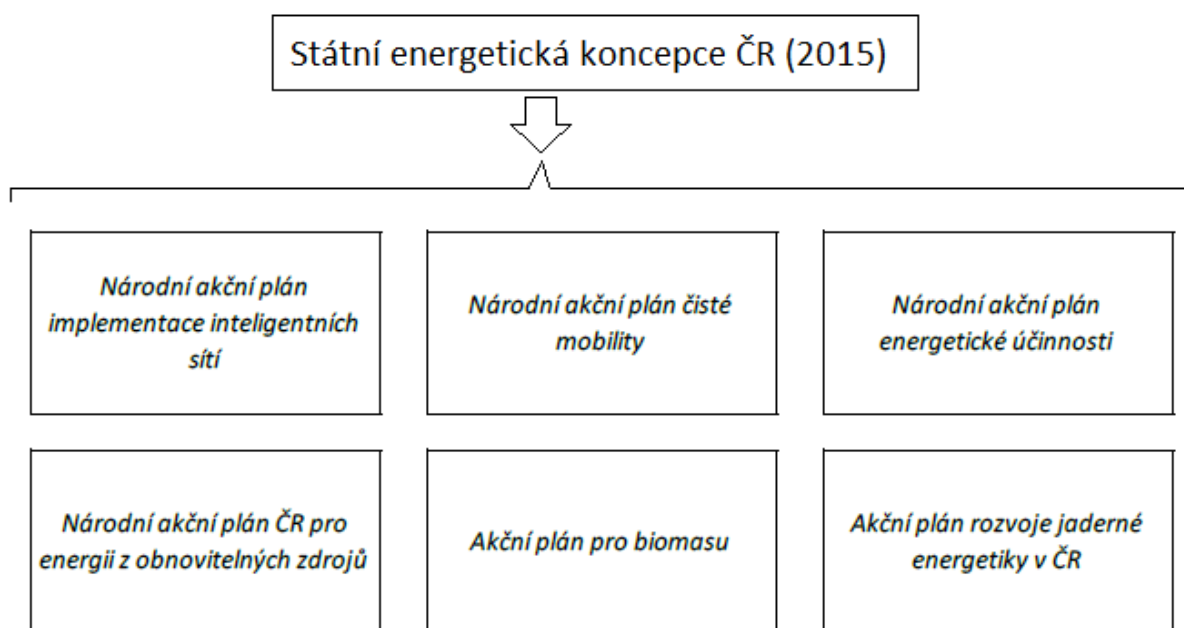 Státní energetická koncepce ČR (2015)
Národní akční plán
implementace inteligentních
sítí
Národní akční plán čisté
mobility
Národní akční plán
energetické účinnosti
Národní akční plán ČR pro
energii z obnovitelných zdrojů
Akční plán pro biomasu
Akční plán rozvoje jaderné
energetiky v ČR